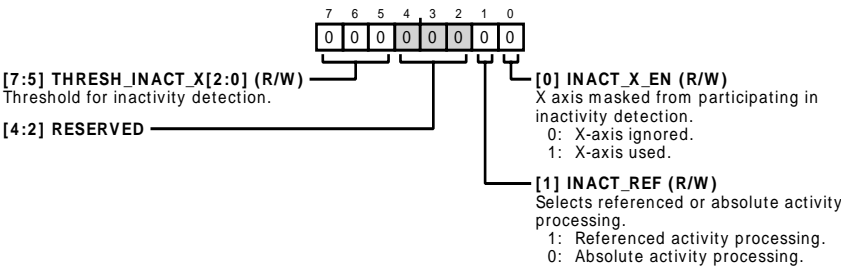 7 6 5 4 3 2 1 0
0 0 0 0 0 0 0 0
[7:5] THRESH_INACT_X[2:0] (R/W)
Threshold for inactivity detection.
[4:2] RESERVED
[0] INACT_X_EN (R/W)
X axis masked from participating in
inactivity detection.
0: X-axis ignored.
1: X-axis used.
[1] INACT_REF (R/W)
Selects referenced or absolute activity
processing.
1: Referenced activity processing.
0: Absolute activity processing.